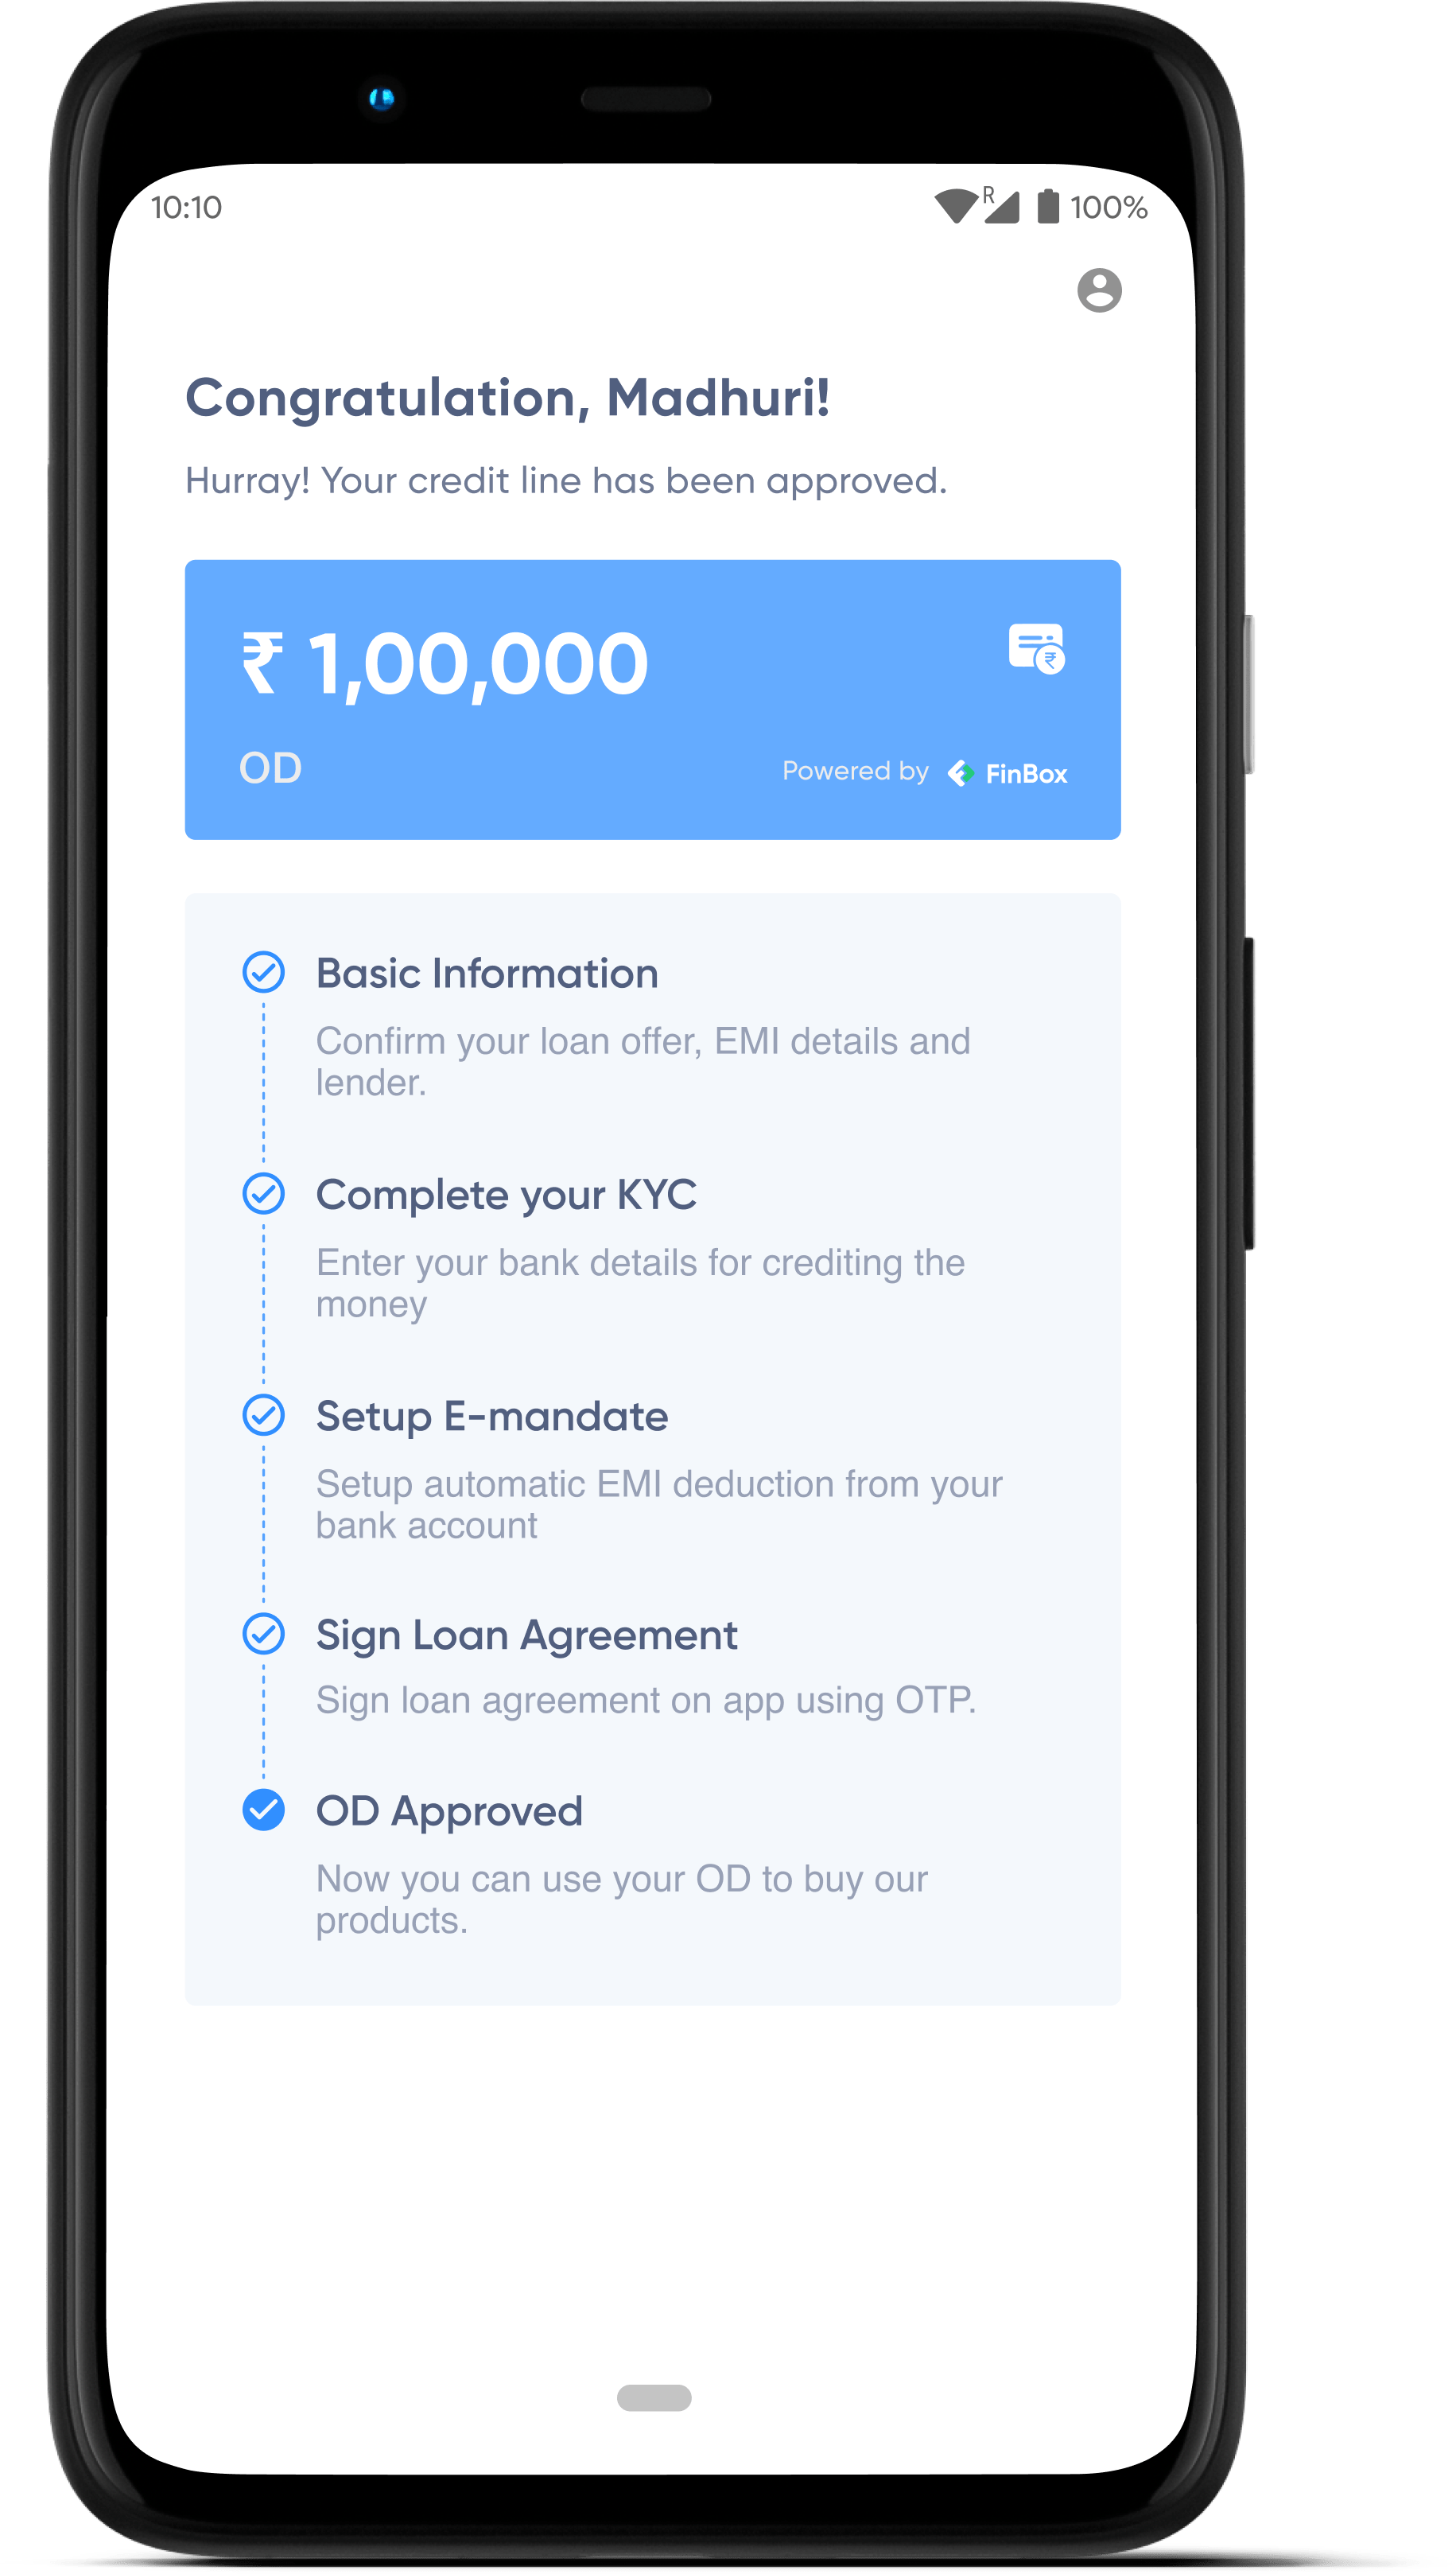 10:10 R 100%
Congratulation, Madhuri!
Hurray! Your credit line has been approved.
₹ 1,00,000
₹
OD
Powered by FinBox
Basic Information
Confirm your loan offer, EMI details and
lender.
Complete your KYC
Enter your bank details for crediting the
money
Setup E-mandate
Setup automatic EMI deduction from your
bank account
Sign Loan Agreement
Sign loan agreement on app using OTP.
OD Approved
Now you can use your OD to buy our
products.